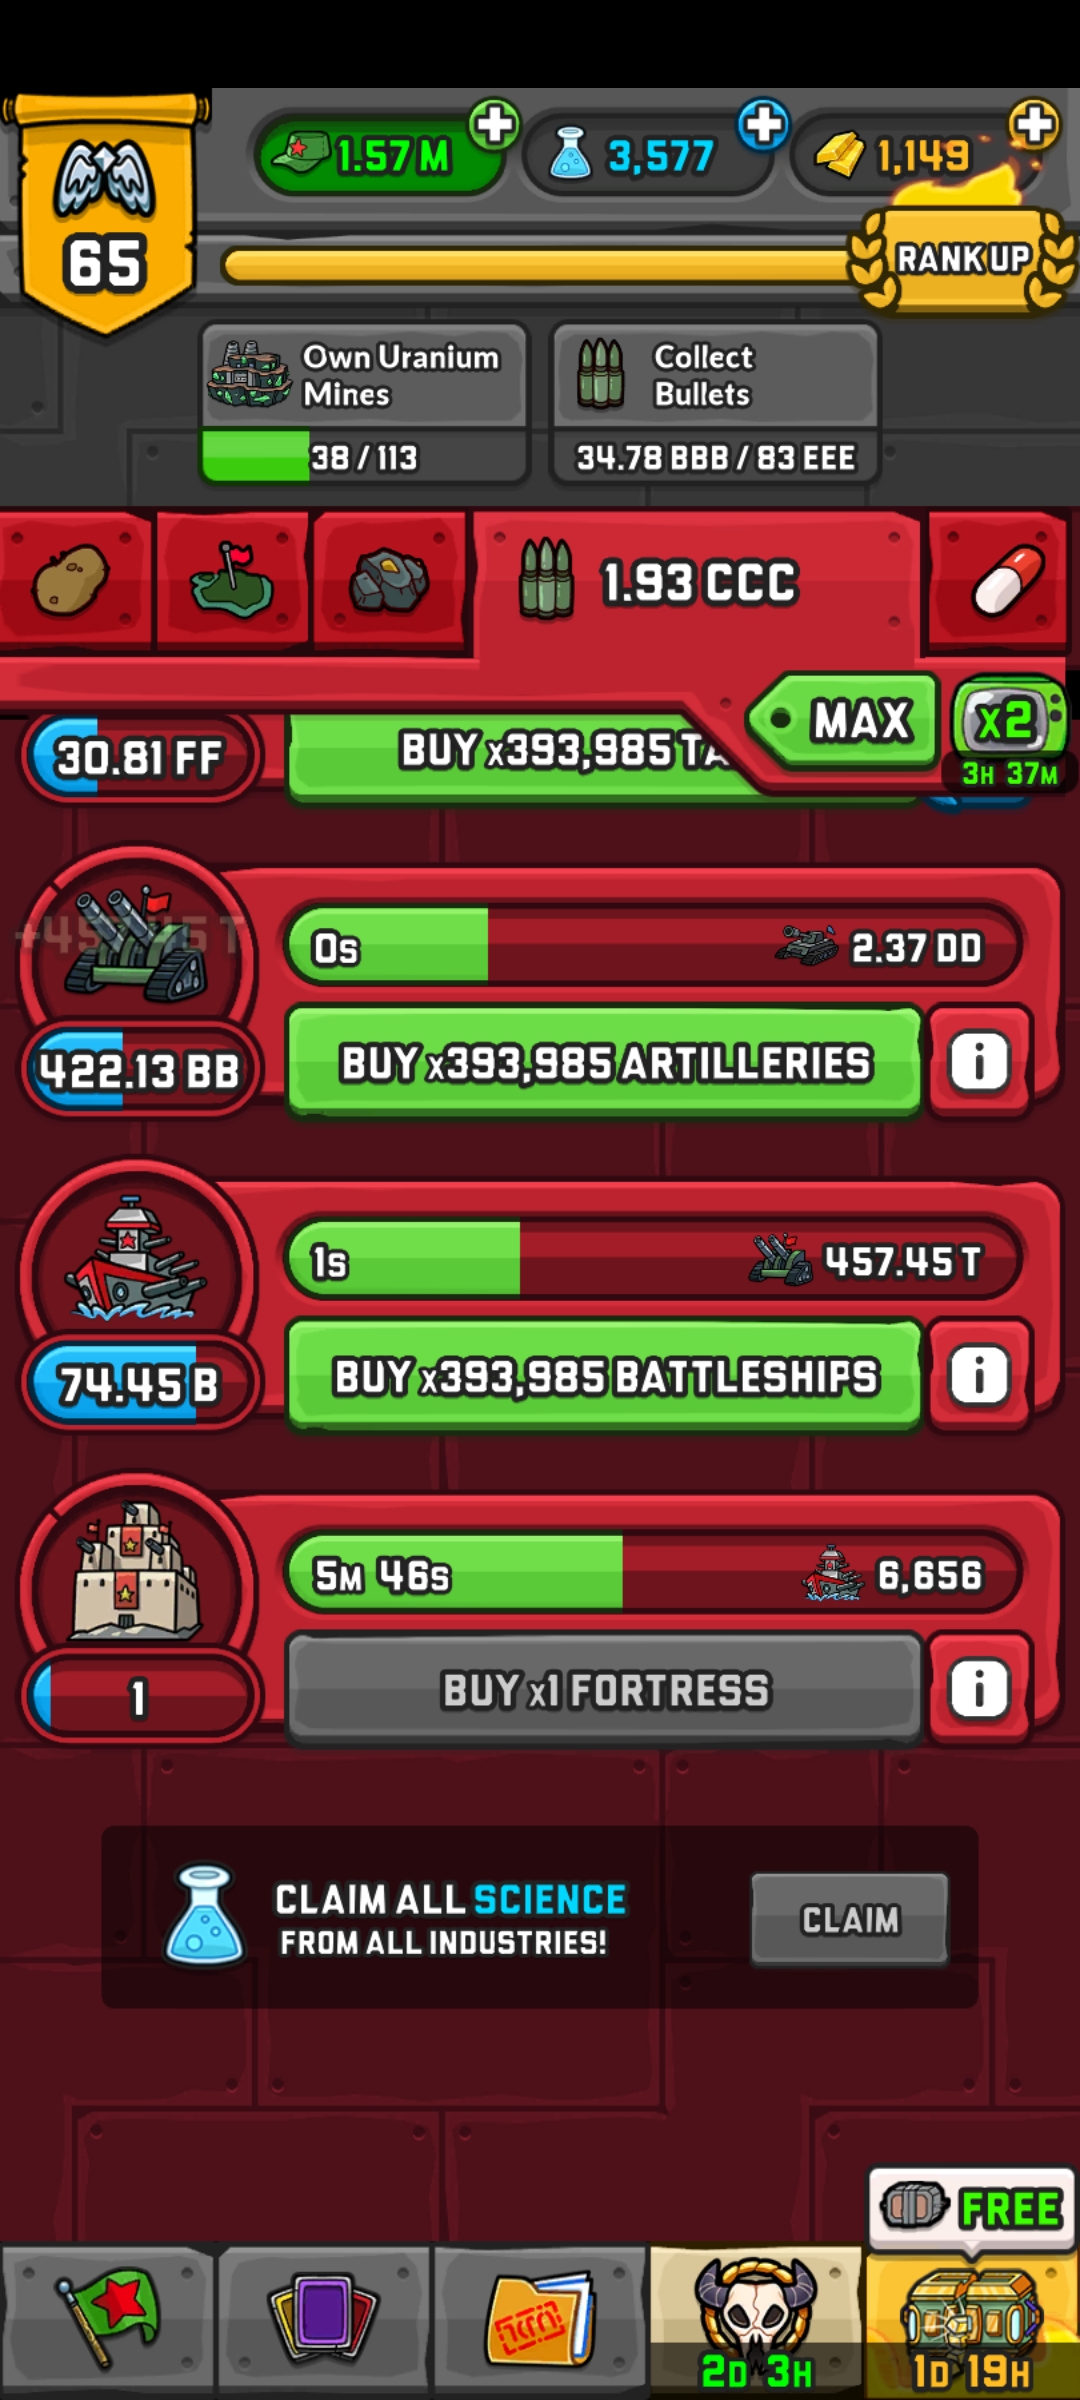 1.57 M
3,577
1,149
65
RANK UP
Own Uranium
Mines
38 / 113
Collect
Bullets
34.78 BBB / 83 EEE
1.93 CCC
MAX
x2
3H 37M
30.81 FF
BUY x393,985
+457.45 T
0s
2.37 DD
422.13 BB
BUY x393,985 ARTILLERIES
i
1s
457.45 T
74.45 B
BUY x393,985 BATTLESHIPS
i
5M 46s
6,656
1
BUY x1 FORTRESS
i
CLAIM ALL SCIENCE
FROM ALL INDUSTRIES!
CLAIM
FREE
2D 3H
1D 19H